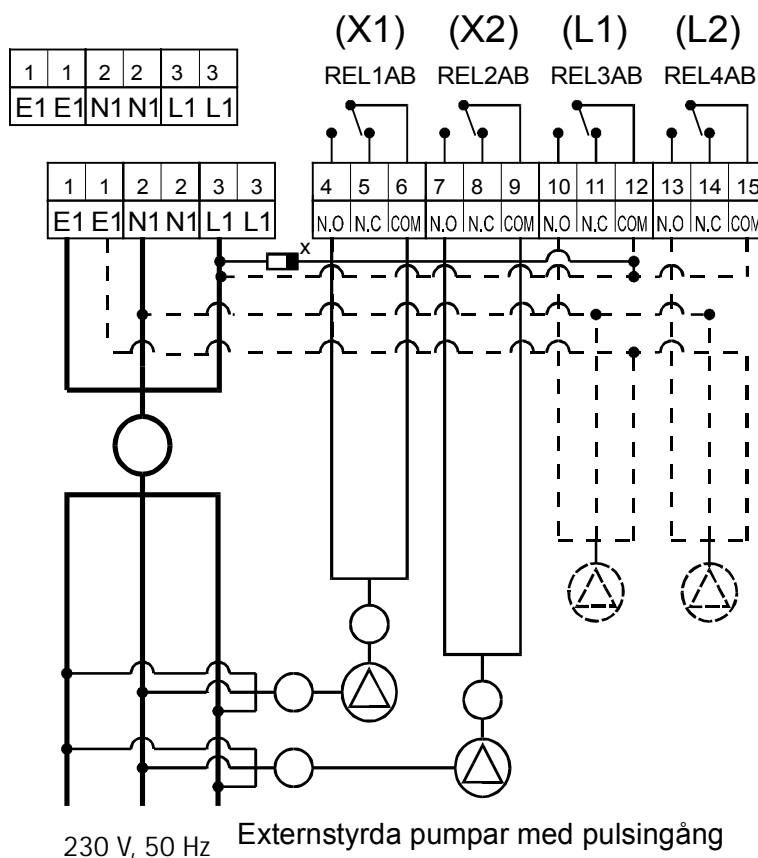 (X1) (X2) (L1) (L2)
REL1AB REL2AB REL3AB REL4AB
1 1 2 2 3 3
E1 E1 N1 N1 L1 L1
1 1 2 2 3 3 4 5 6 7 8 9 10 11 12 13 14 15
E1 E1 N1 N1 L1 L1 N.O N.C COM N.O N.C COM N.O N.C COM N.O N.C COM
x
230 V, 50 Hz Externstyrda pumpar med pulsingång